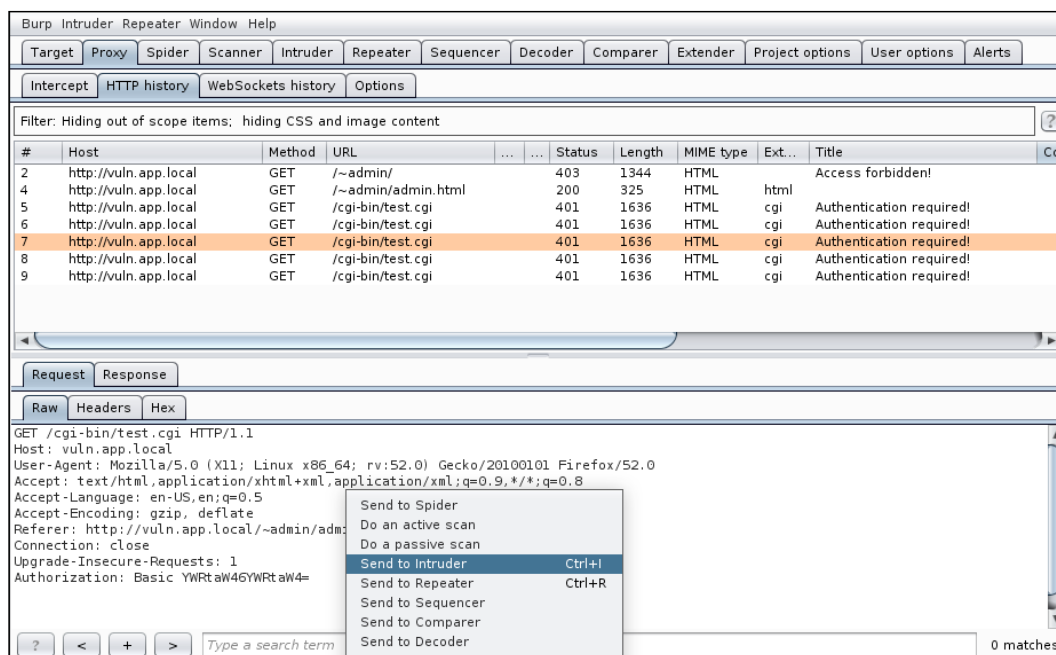 Burp Intruder Repeater Window Help
Target Proxy Spider Scanner Intruder Repeater Sequencer Decoder Comparer Extender Project options User options Alerts
Intercept HTTP history WebSockets history Options
Filter: Hiding out of scope items; hiding CSS and image content ?
# Host Method URL ... ... Status Length MIME type Ext... Title Co
2 http://vuln.app.local GET /~admin/ 403 1344 HTML Access forbidden!
4 http://vuln.app.local GET /~admin/admin.html 200 325 HTML html
5 http://vuln.app.local GET /cgi-bin/test.cgi 401 1636 HTML cgi Authentication required!
6 http://vuln.app.local GET /cgi-bin/test.cgi 401 1636 HTML cgi Authentication required!
7 http://vuln.app.local GET /cgi-bin/test.cgi 401 1636 HTML cgi Authentication required!
8 http://vuln.app.local GET /cgi-bin/test.cgi 401 1636 HTML cgi Authentication required!
9 http://vuln.app.local GET /cgi-bin/test.cgi 401 1636 HTML cgi Authentication required!
Request Response
Raw Headers Hex
GET /cgi-bin/test.cgi HTTP/1.1
Host: vuln.app.local
User-Agent: Mozilla/5.0 (X11; Linux x86_64; rv:52.0) Gecko/20100101 Firefox/52.0
Accept: text/html,application/xhtml+xml,application/xml;q=0.9,*/*;q=0.8
Accept-Language: en-US,en;q=0.5
Accept-Encoding: gzip, deflate
Referer: http://vuln.app.local/~admin/adm
Connection: close
Upgrade-Insecure-Requests: 1
Authorization: Basic YWRtaW46YWRtaW4=
Send to Spider
Do an active scan
Do a passive scan
Send to Intruder Ctrl+I
Send to Repeater Ctrl+R
Send to Sequencer
Send to Comparer
Send to Decoder
? < + > Type a search term 0 matches